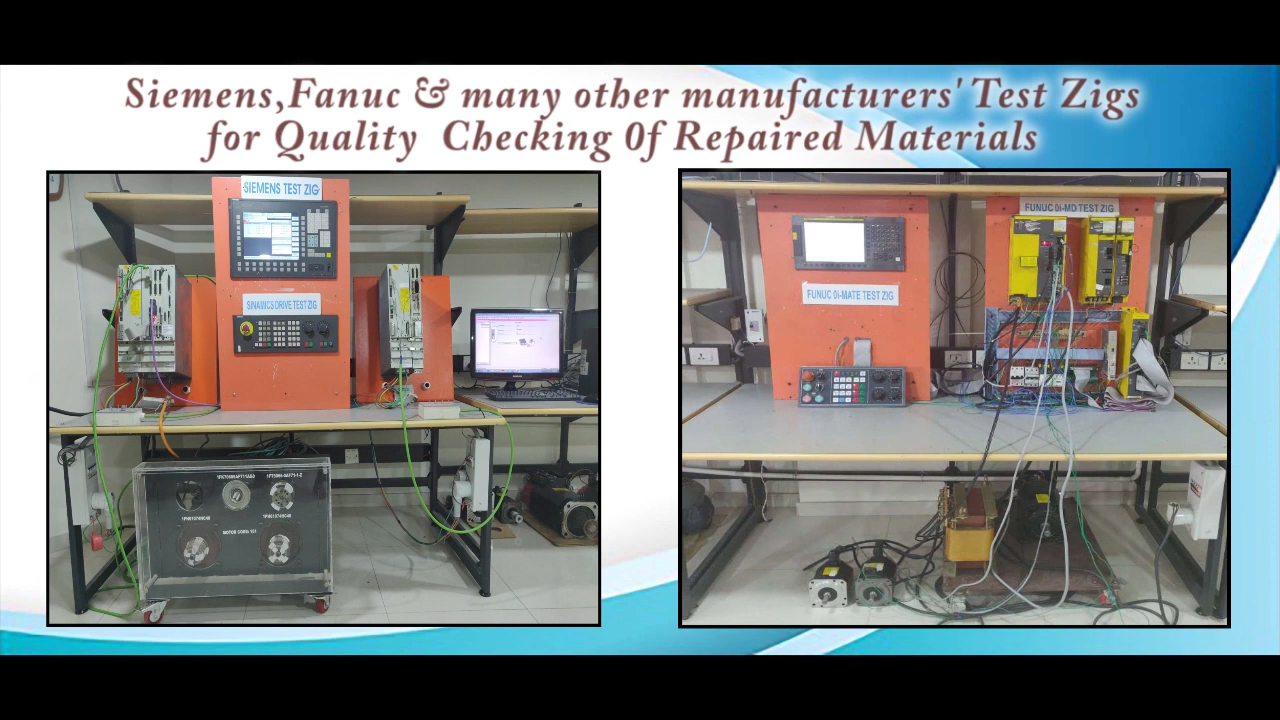 Siemens,Fanuc & many other manufacturers' Test Zigs
for Quality Checking 0f Repaired Materials
SIEMENS TEST ZIG
SINAMICS DRIVE TEST ZIG
MOTOR CODE: 101
FUNUC 0i-MD TEST ZIG
FUNUC 0i-MATE TEST ZIG